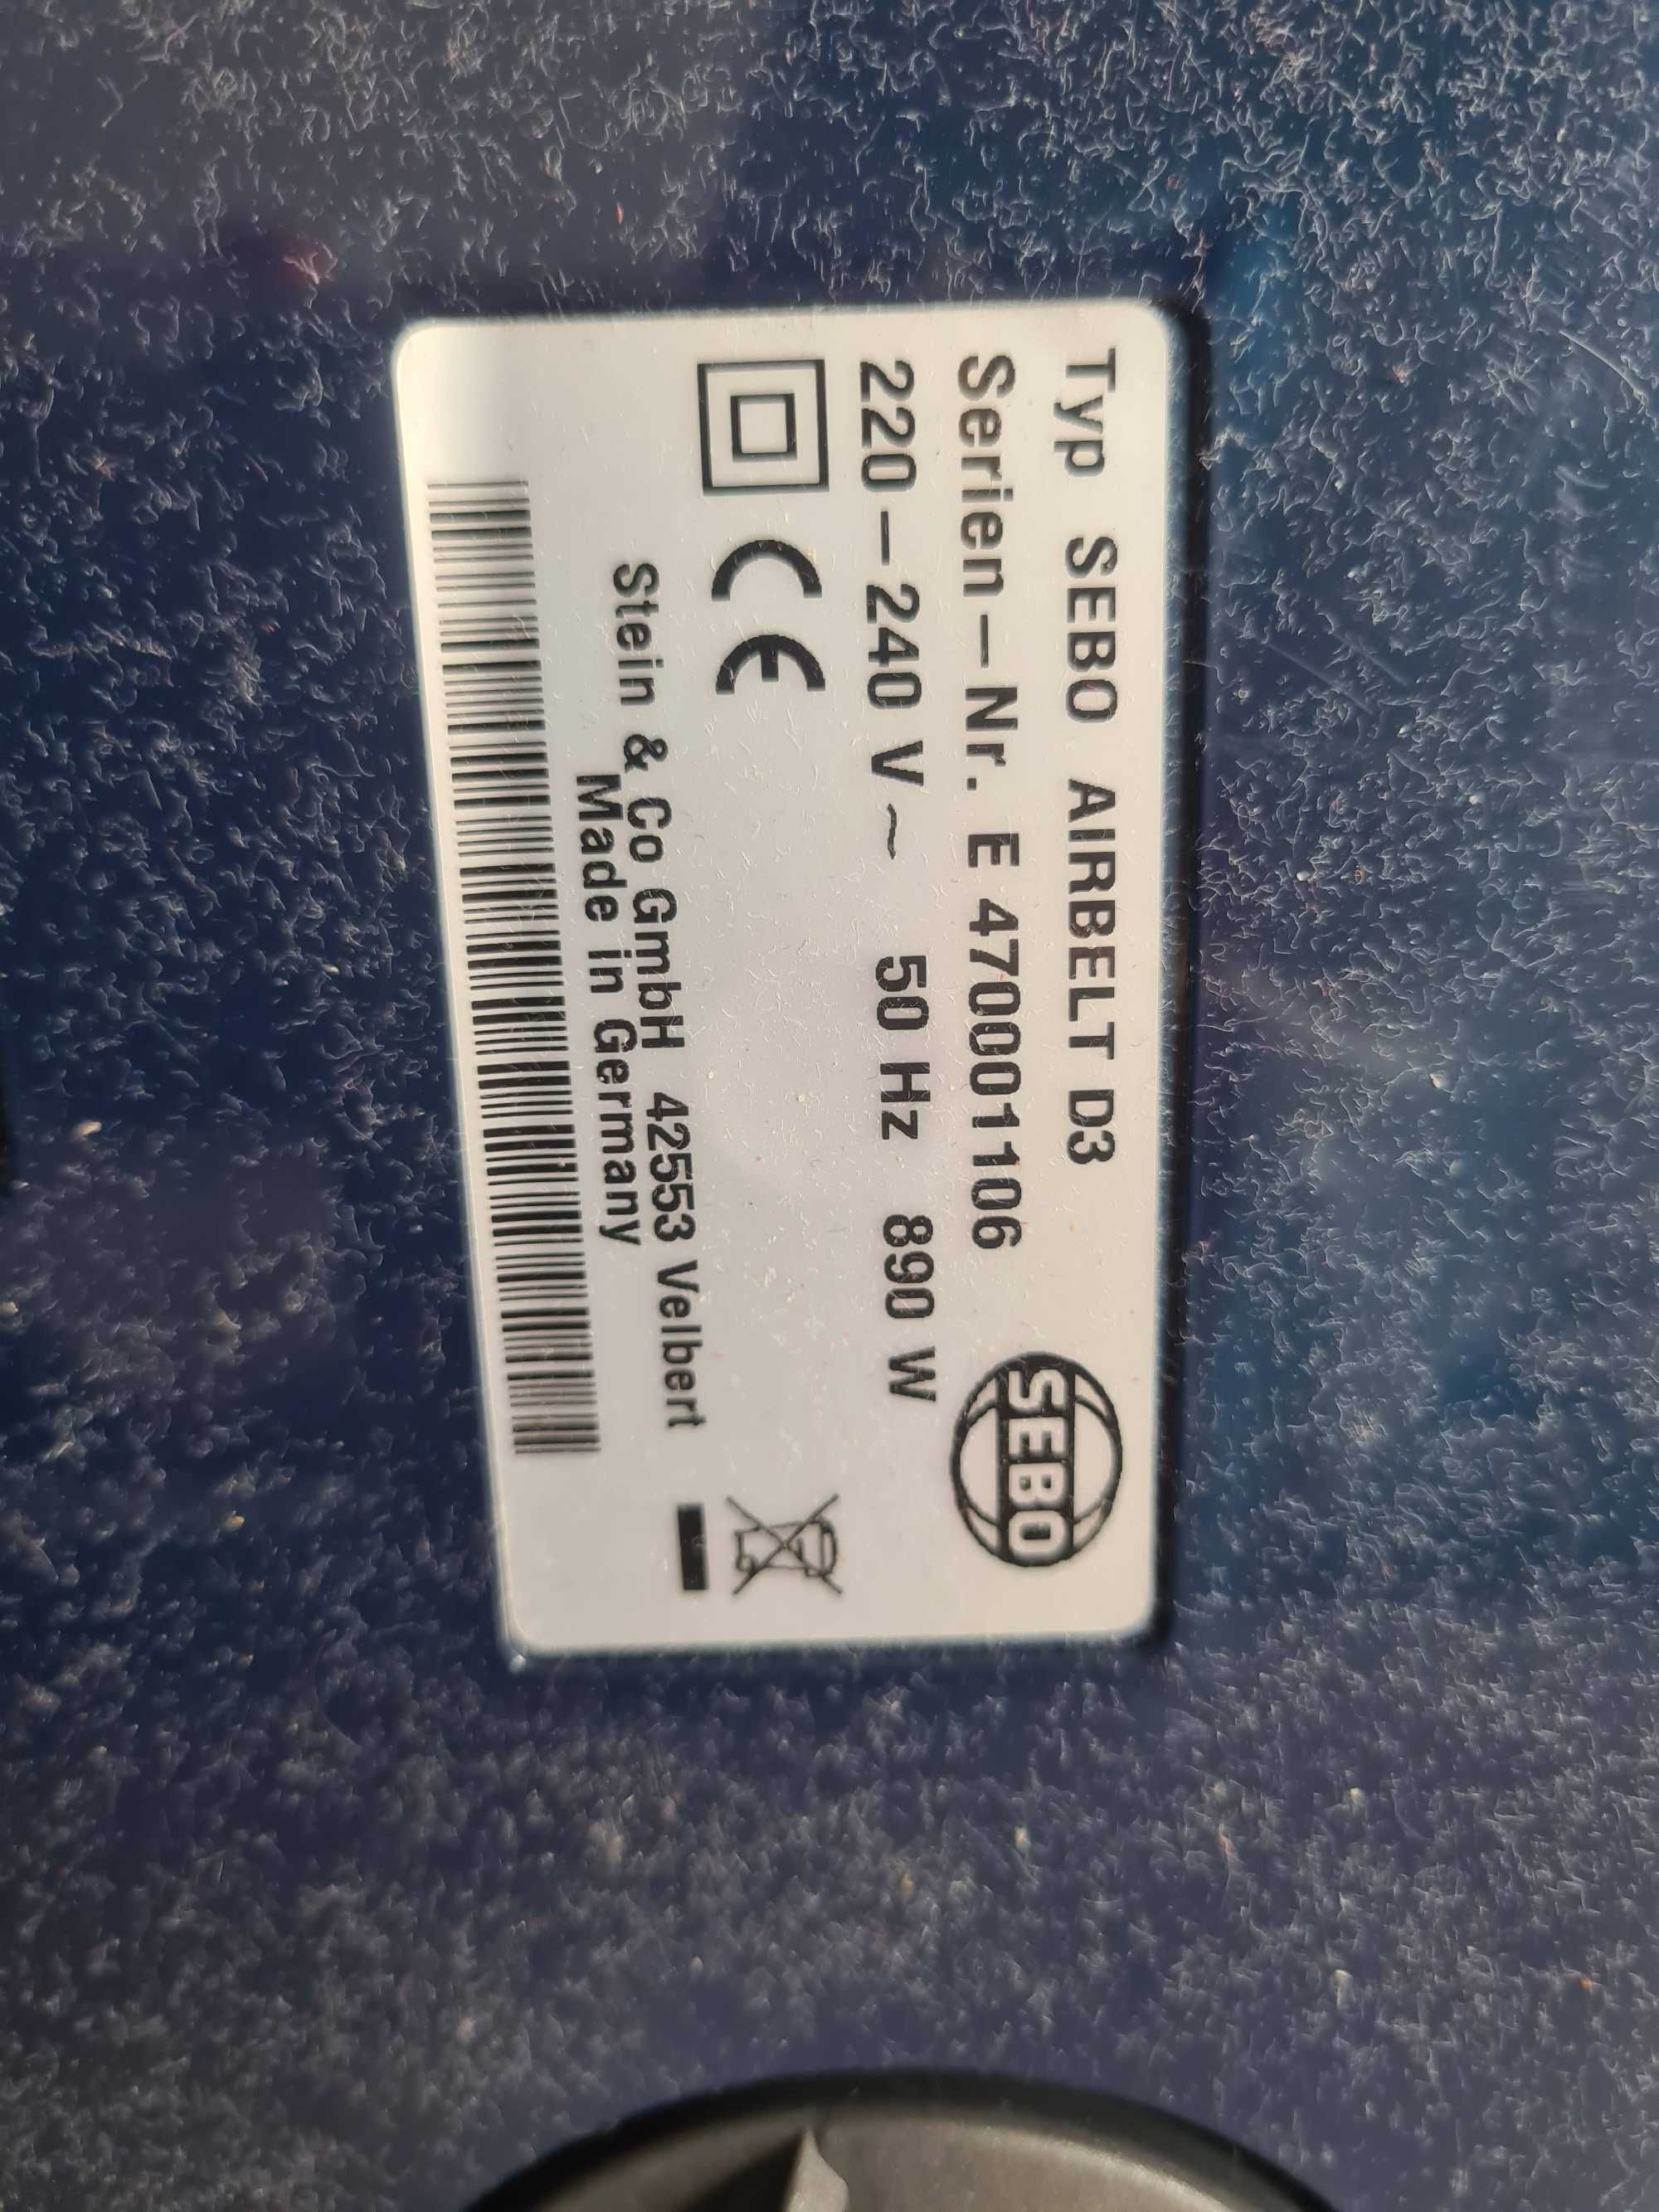 Typ SEBO AIRBELT D3
Serien-Nr. E 470001106
SEBO
220-240 V ~ 50 Hz 890 W
CE
Stein & Co GmbH 42553 Velbert
Made in Germany